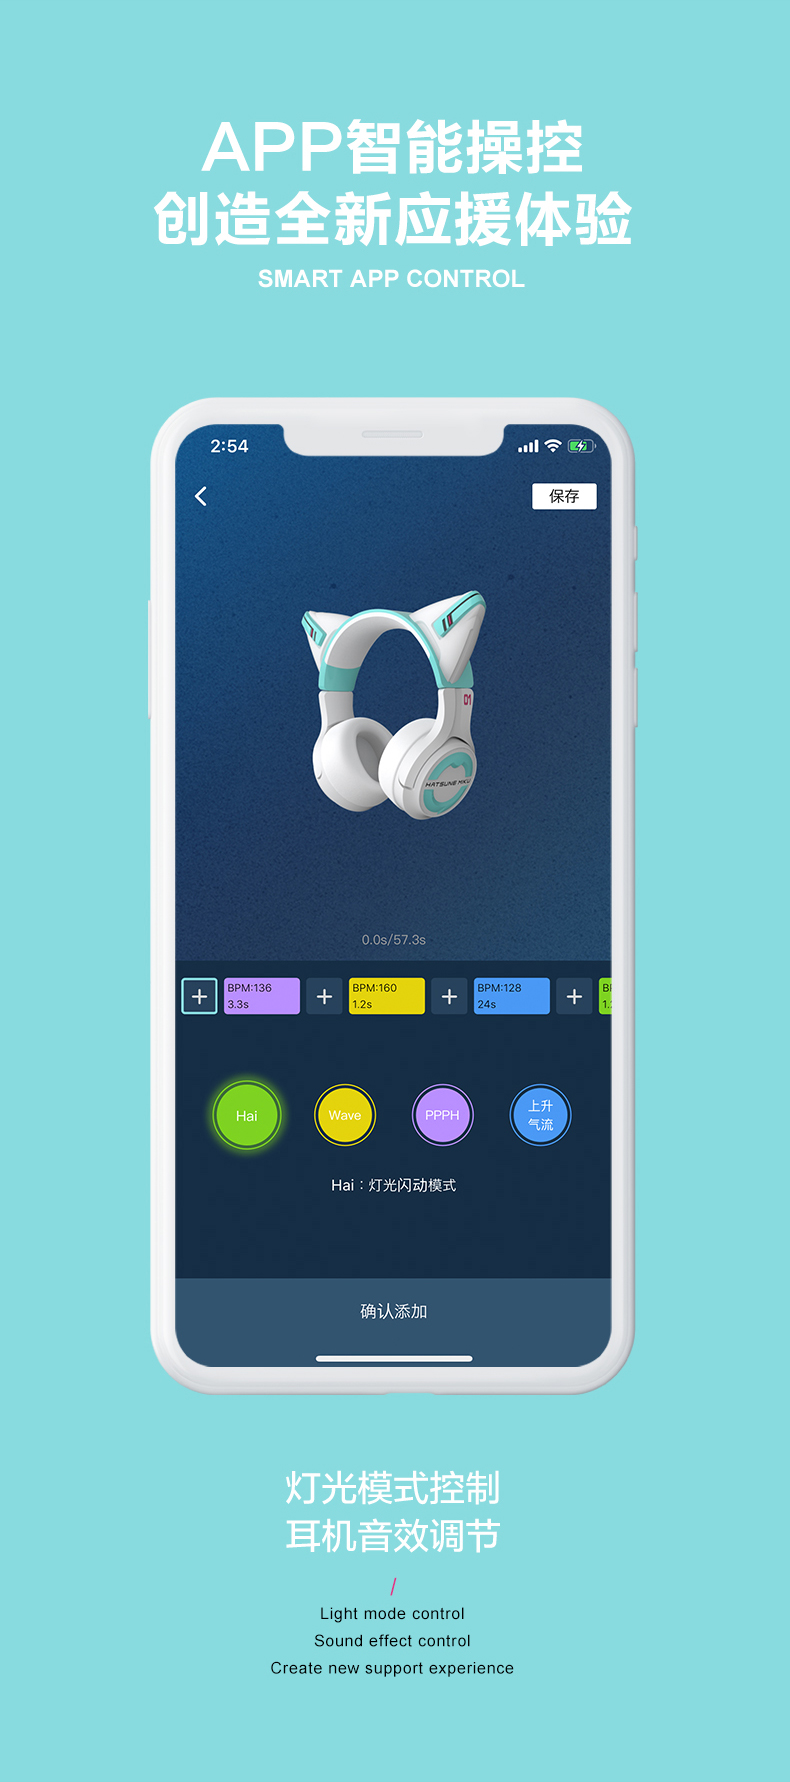 APP智能操控
创造全新应援体验
SMART APP CONTROL
2:54
保存
01
HATSUNE MIKU
0.0s/57.3s
BPM:136
3.3s
BPM:160
1.2s
BPM:128
24s
Hai
Wave
PPPH
上升
气流
Hai：灯光闪动模式
确认添加
灯光模式控制
耳机音效调节
/
Light mode control
Sound effect control
Create new support experience